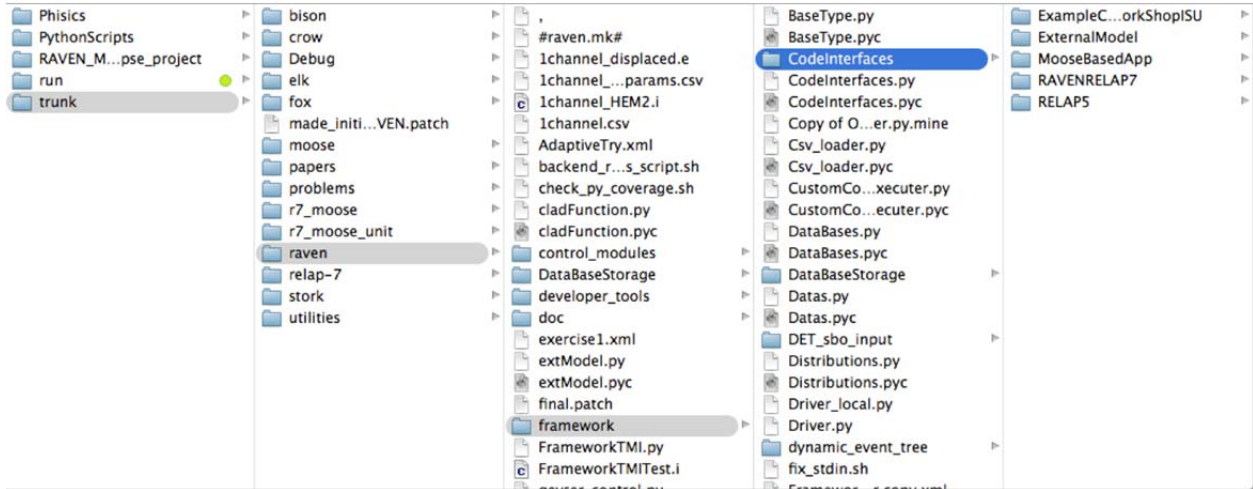 Phisics
PythonScripts
RAVEN_M...pse_project
run
trunk
bison
crow
Debug
elk
fox
made_initi...VEN.patch
moose
papers
problems
r7_moose
r7_moose_unit
raven
relap-7
stork
utilities
,
#raven.mk#
1channel_displaced.e
1channel_...params.csv
1channel_HEM2.i
1channel.csv
AdaptiveTry.xml
backend_r...s_script.sh
check_py_coverage.sh
cladFunction.py
cladFunction.pyc
control_modules
DataBaseStorage
developer_tools
doc
exercise1.xml
extModel.py
extModel.pyc
final.patch
framework
FrameworkTMI.py
FrameworkTMITest.i
geyser_control.py
BaseType.py
BaseType.pyc
CodeInterfaces
CodeInterfaces.py
CodeInterfaces.pyc
Copy of O...er.py.mine
Csv_loader.py
Csv_loader.pyc
CustomCo...xecuter.py
CustomCo...ecuter.pyc
DataBases.py
DataBases.pyc
DataBaseStorage
Datas.py
Datas.pyc
DET_sbo_input
Distributions.py
Distributions.pyc
Driver_local.py
Driver.py
dynamic_event_tree
fix_stdin.sh
Framewor...r copy.xml
ExampleC...orkShopISU
ExternalModel
MooseBasedApp
RAVENRELAP7
RELAP5